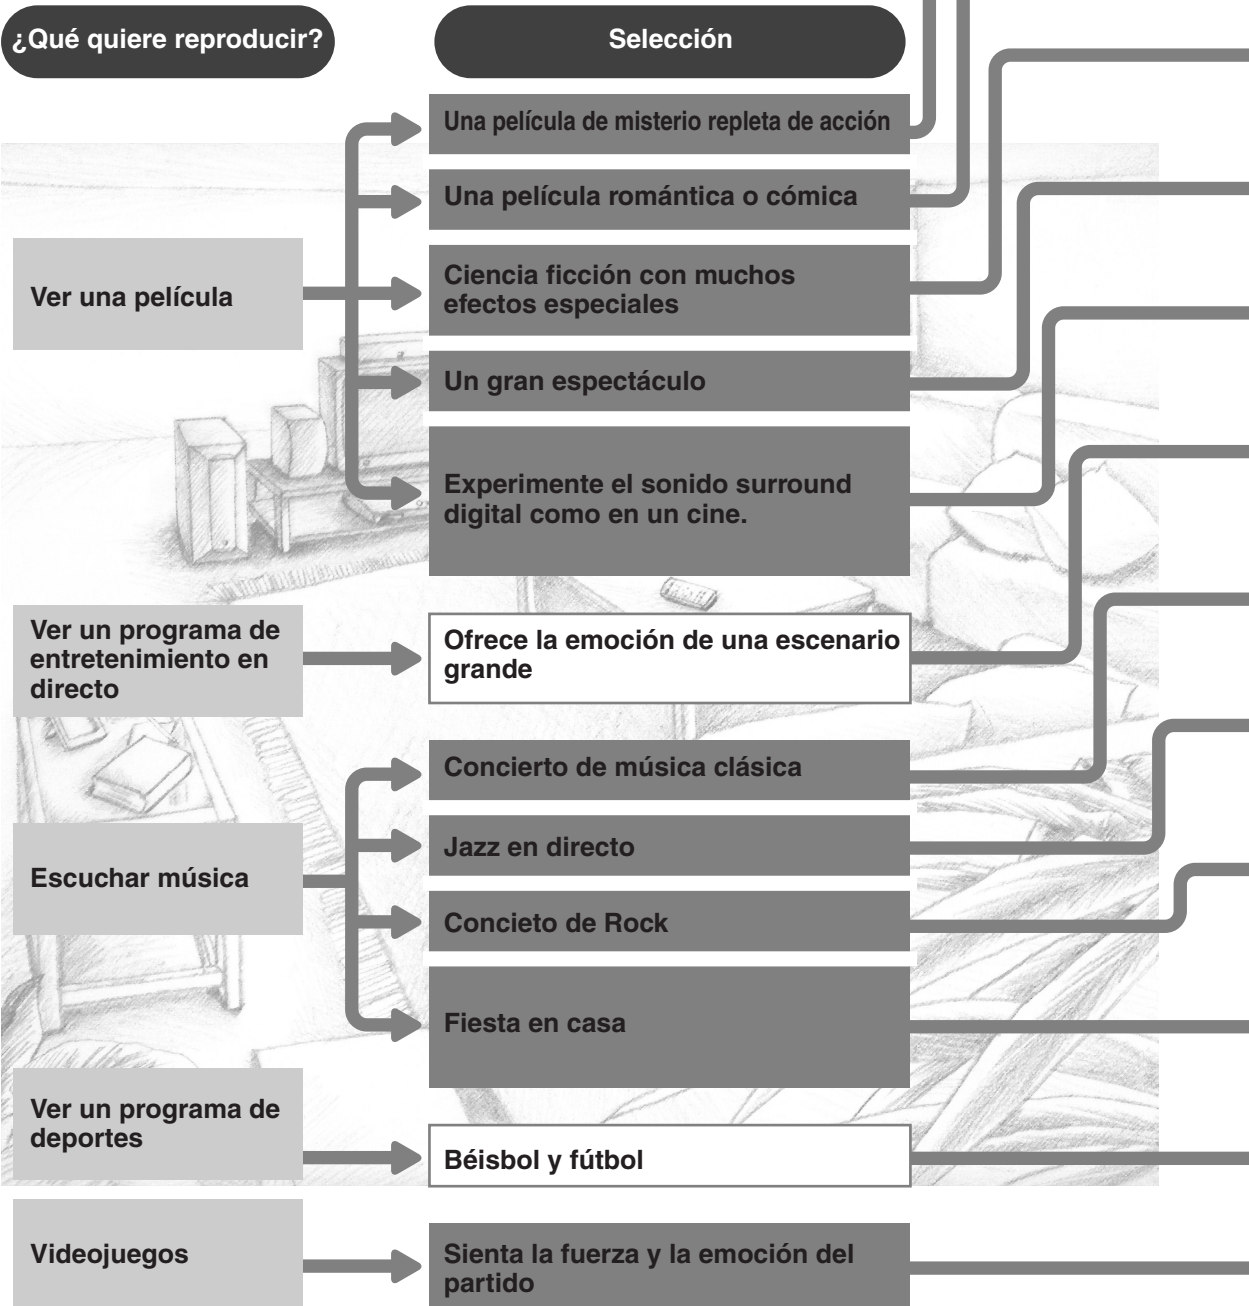 ¿Qué quiere reproducir?
Selección
Una película de misterio repleta de acción
Una película romántica o cómica
Ver una película
Ciencia ficción con muchos
efectos especiales
Un gran espectáculo
Experimente el sonido surround
digital como en un cine.
Ver un programa de
entretenimiento en
directo
Ofrece la emoción de una escenario
grande
Concierto de música clásica
Jazz en directo
Escuchar música
Concieto de Rock
Fiesta en casa
Ver un programa de
deportes
Béisbol y fútbol
Videojuegos
Sienta la fuerza y la emoción del
partido